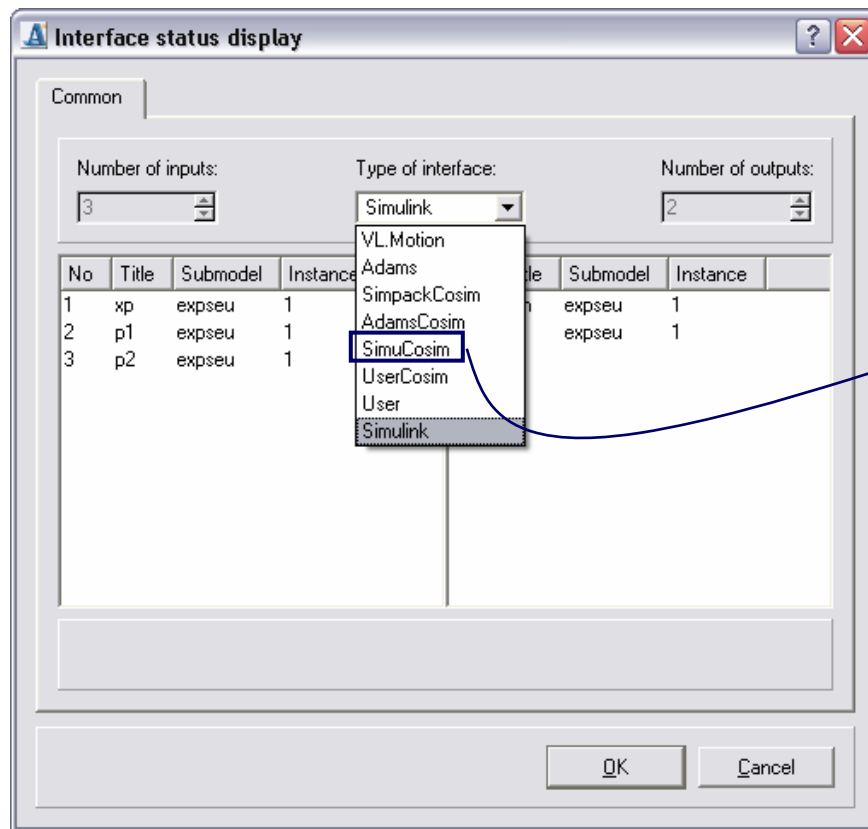 Interface status display
Common
Number of inputs:
Type of interface:
Number of outputs:
3
Simulink
2
VL.Motion
Adams
SimpackCosim
AdamsCosim
SimuCosim
UserCosim
User
Simulink
No Title Submodel Instance
1 xp expseu 1
2 p1 expseu 1
3 p2 expseu 1
Submodel Instance
expseu 1
expseu 1
OK
Cancel